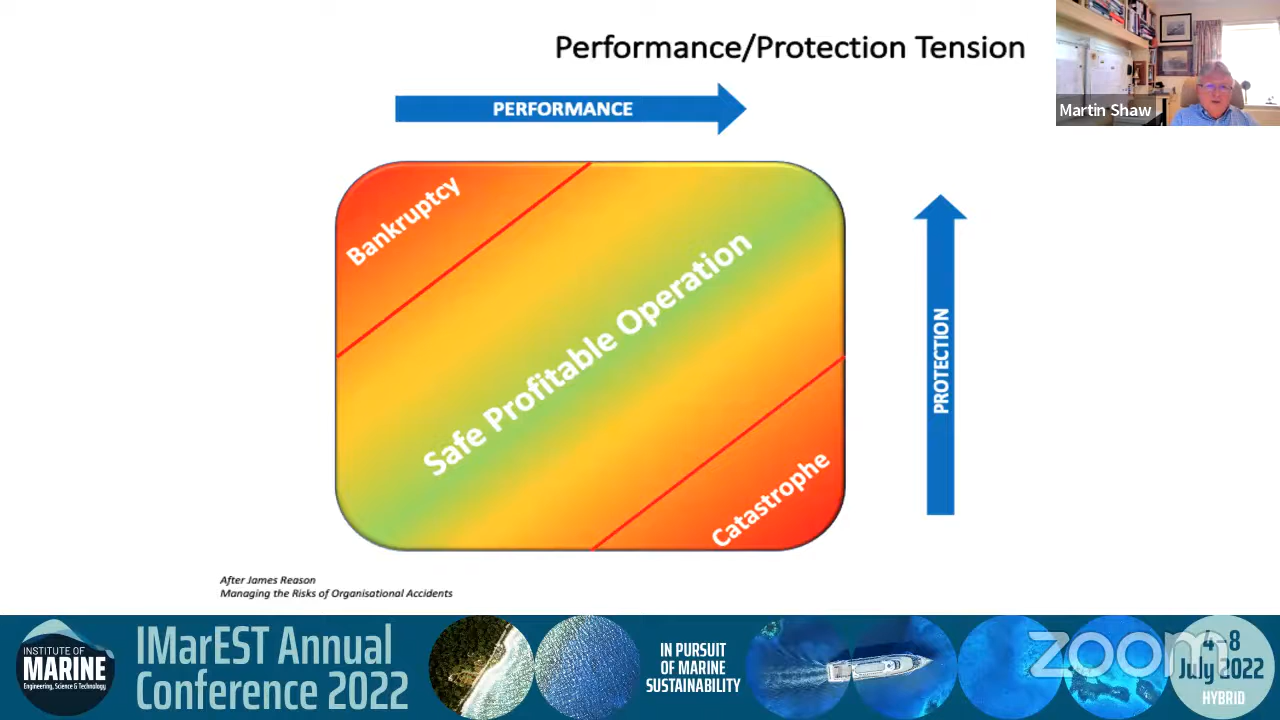 Performance/Protection Tension
Martin Shaw
PERFORMANCE
Bankruptcy
Safe Profitable Operation
Catastrophe
PROTECTION
After James Reason
Managing the Risks of Organisational Accidents
INSTITUTE OF
MARINE
Engineering, Science & Technology
IMarEST Annual
Conference 2022
IN PURSUIT
OF MARINE
SUSTAINABILITY
zoom
4–8
July 2022
HYBRID